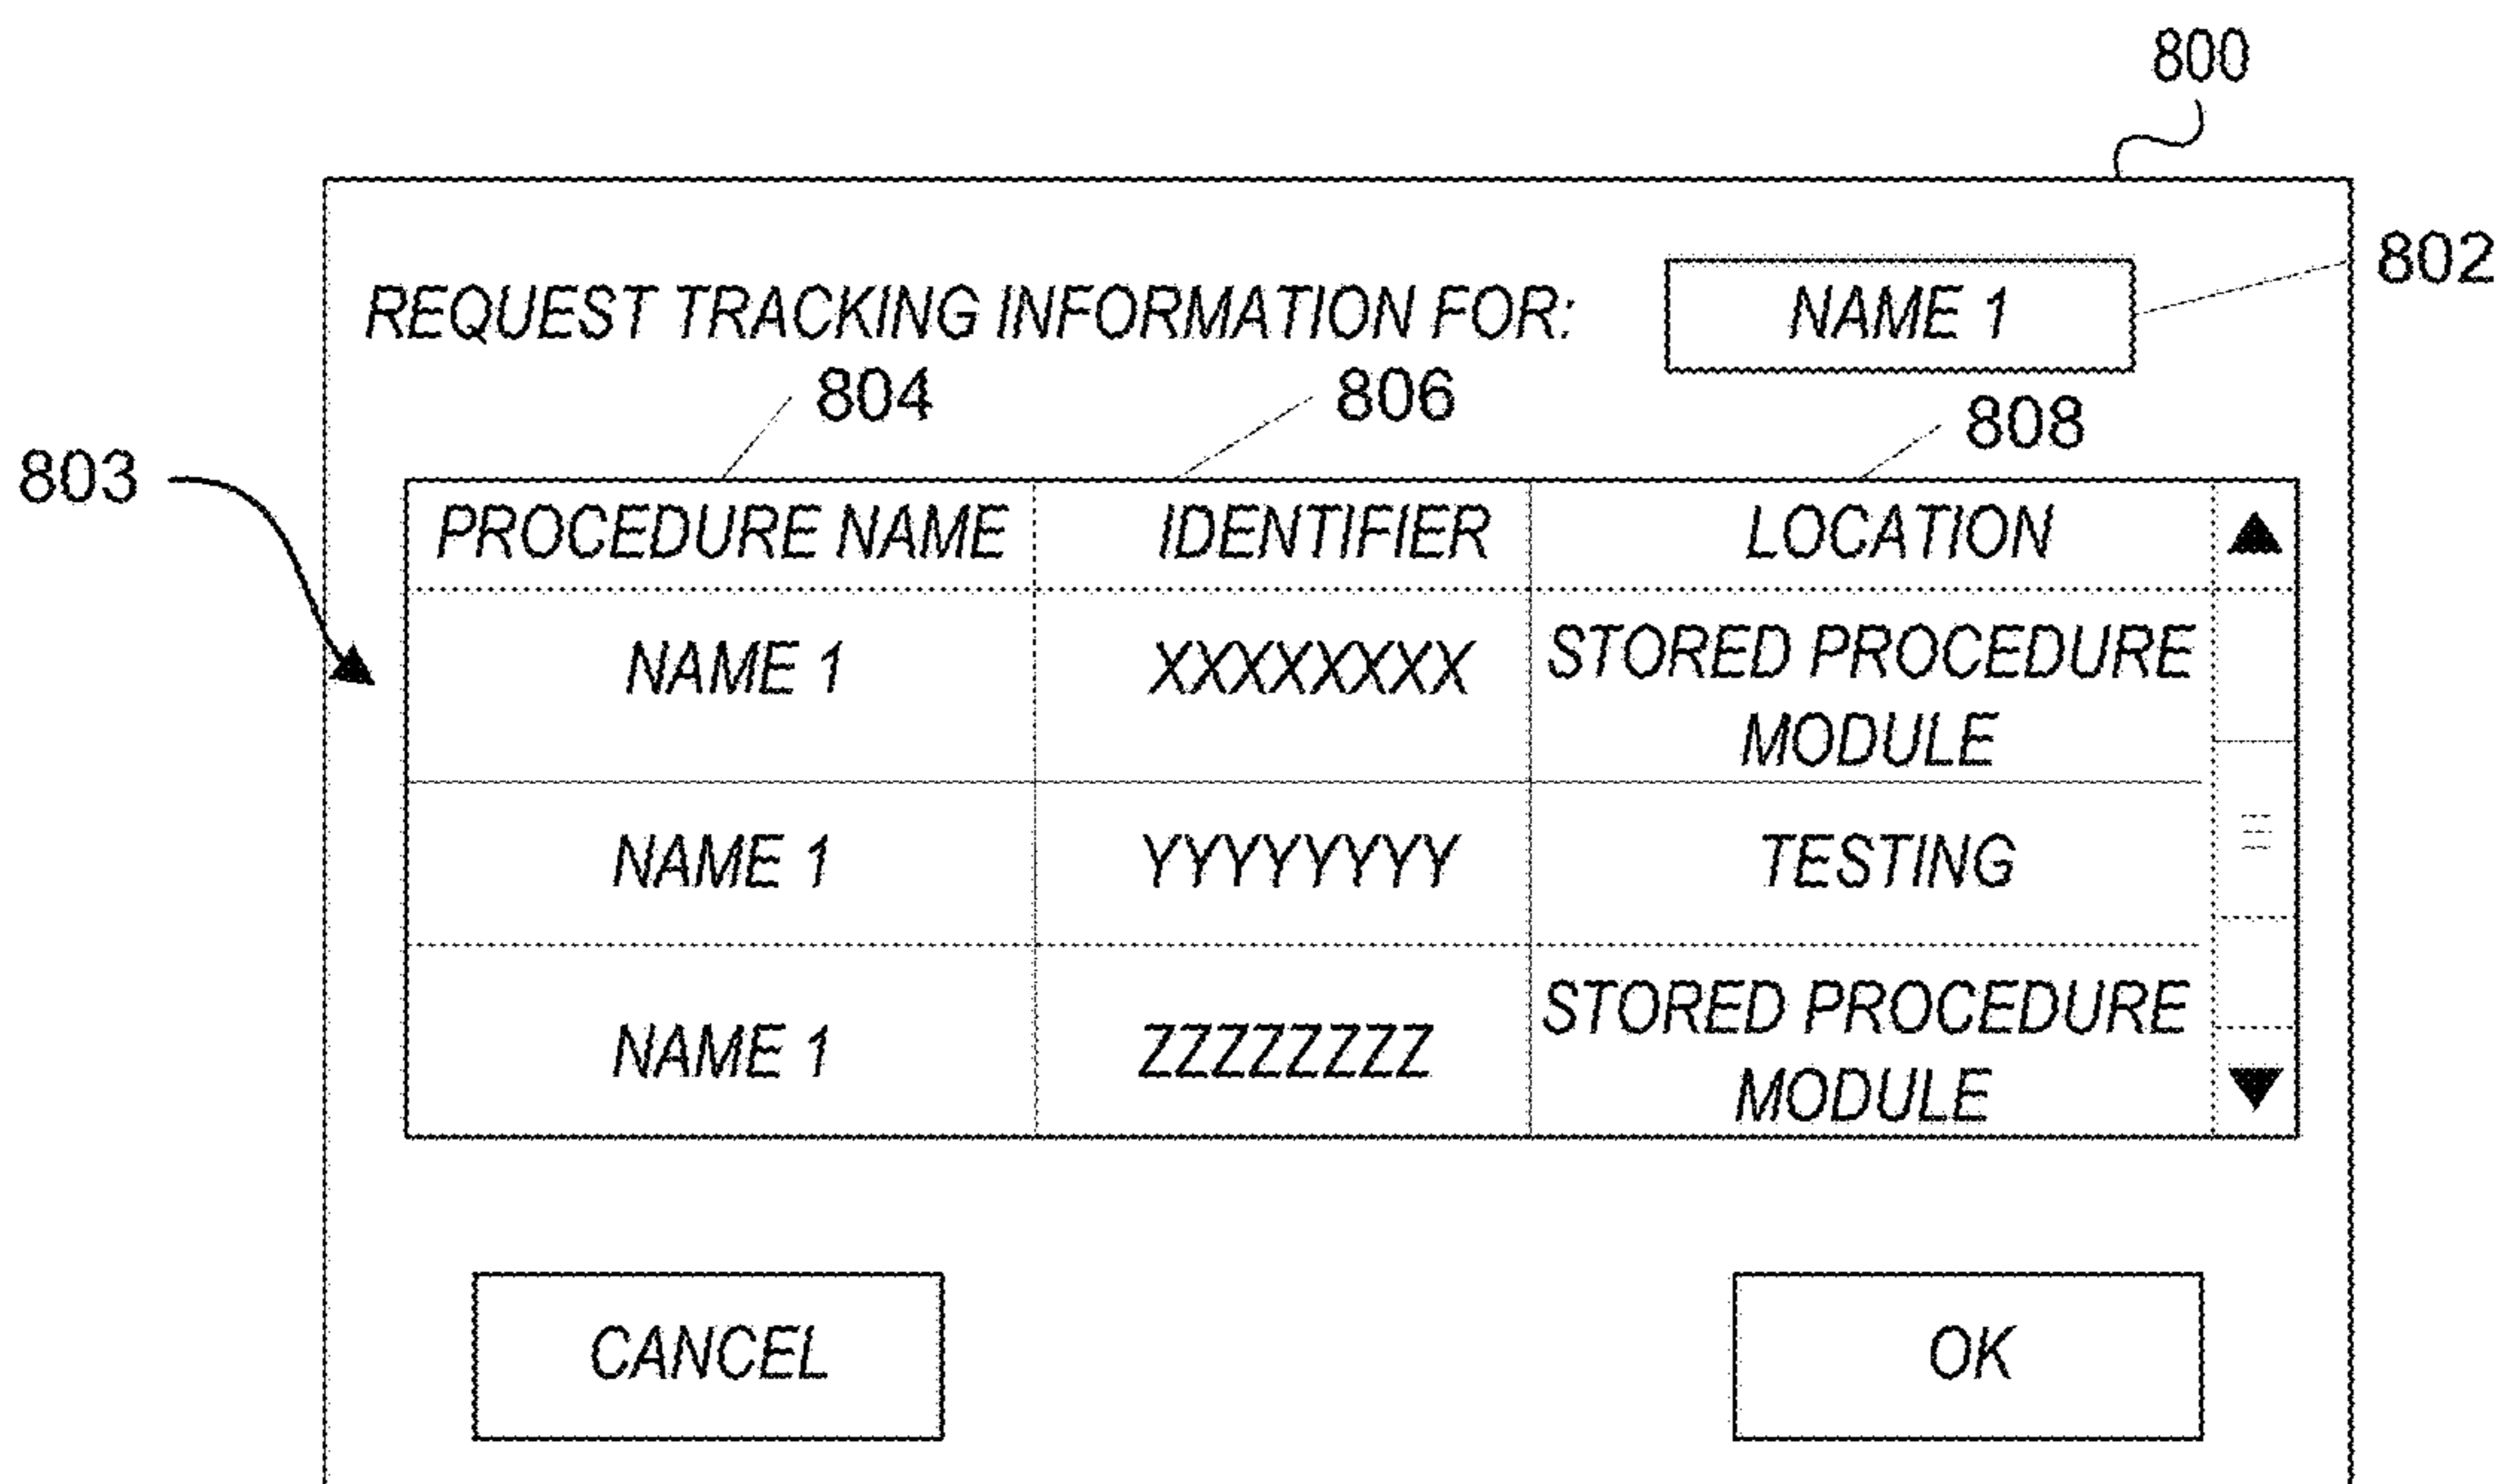 800
802
REQUEST TRACKING INFORMATION FOR: NAME 1
804 806 808
803
PROCEDURE NAME IDENTIFIER LOCATION
NAME 1 XXXXXXXX STORED PROCEDURE
MODULE
NAME 1 YYYYYYYY TESTING
NAME 1 ZZZZZZZZ STORED PROCEDURE
MODULE
CANCEL OK